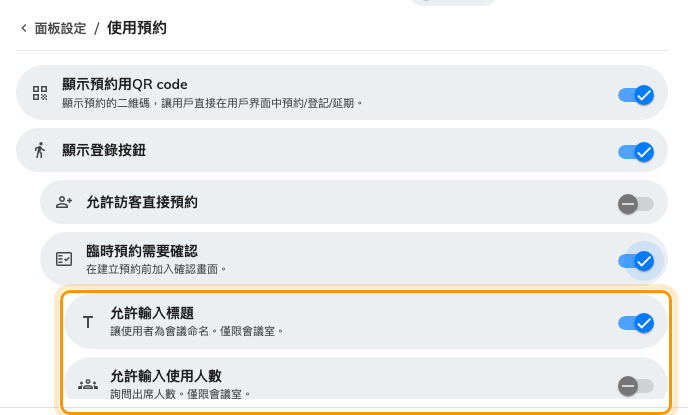 面板設定 / 使用預約
顯示預約用QR code
顯示預約的二維碼，讓用戶直接在用戶界面中預約/登記/延期。
顯示登錄按鈕
允許訪客直接預約
臨時預約需要確認
在建立預約前加入確認畫面。
允許輸入標題
讓使用者為會議命名。僅限會議室。
允許輸入使用人數
詢問出席人數。僅限會議室。